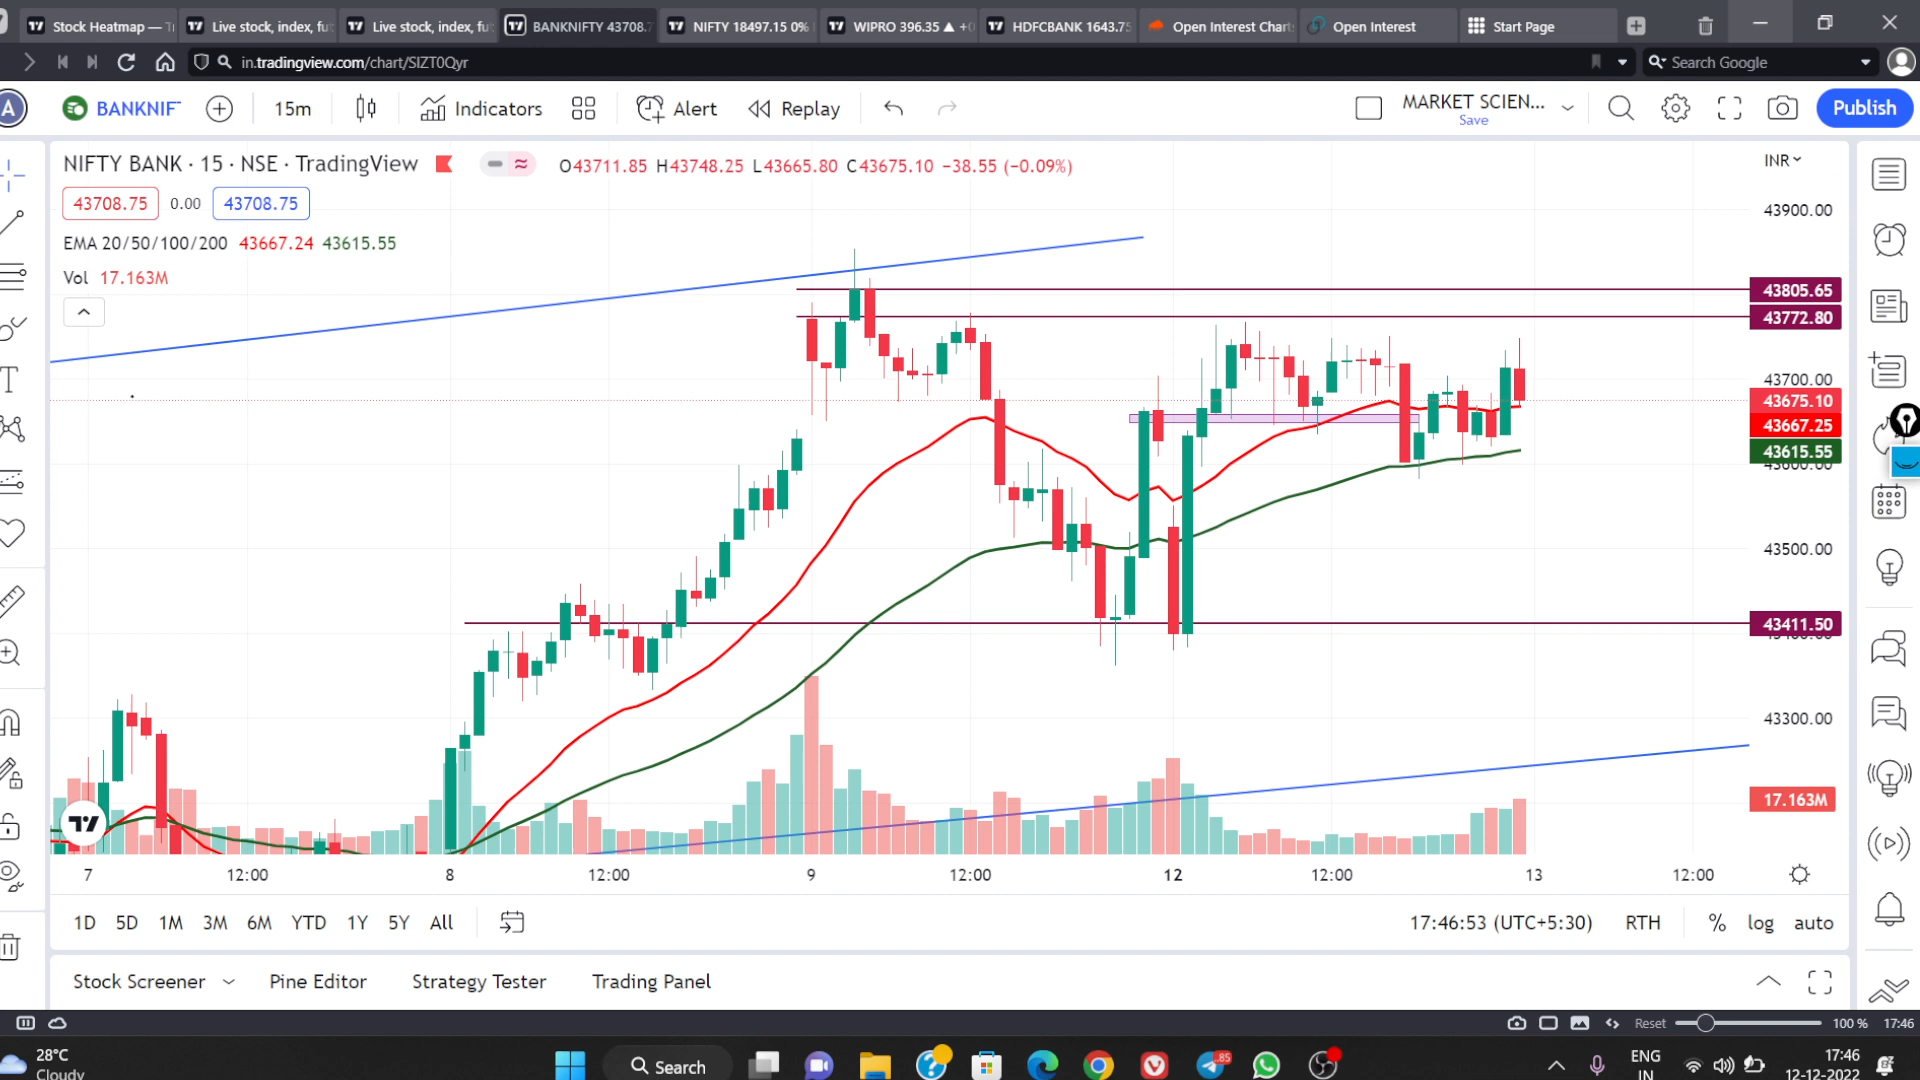 Stock Heatmap — T
Live stock, index, fut
Live stock, index, fut
BANKNIFTY 43708.7
NIFTY 18497.15 0%
WIPRO 396.35 ▲ +0
HDFCBANK 1643.75
Open Interest Chart
Open Interest
Start Page
in.tradingview.com/chart/SIZT0Qyr
Search Google
A
BANKNIF
15m
Indicators
Alert
Replay
MARKET SCIEN...
Save
Publish
NIFTY BANK · 15 · NSE · TradingView
O43711.85 H43748.25 L43665.80 C43675.10 −38.55 (−0.09%)
INR
43708.75 0.00 43708.75
EMA 20/50/100/200 43667.24 43615.55
Vol 17.163M
43900.00
43805.65
43772.80
43700.00
43675.10
43667.25
43615.55
43600.00
43500.00
43411.50
43400.00
43300.00
17.163M
7 12:00 8 12:00 9 12:00 12 12:00 13 12:00
1D 5D 1M 3M 6M YTD 1Y 5Y All
17:46:53 (UTC+5:30) RTH % log auto
Stock Screener Pine Editor Strategy Tester Trading Panel
Reset 100 % 17:46
28°C
Cloudy
Search
.85
ENG
IN
17:46
12-12-2022